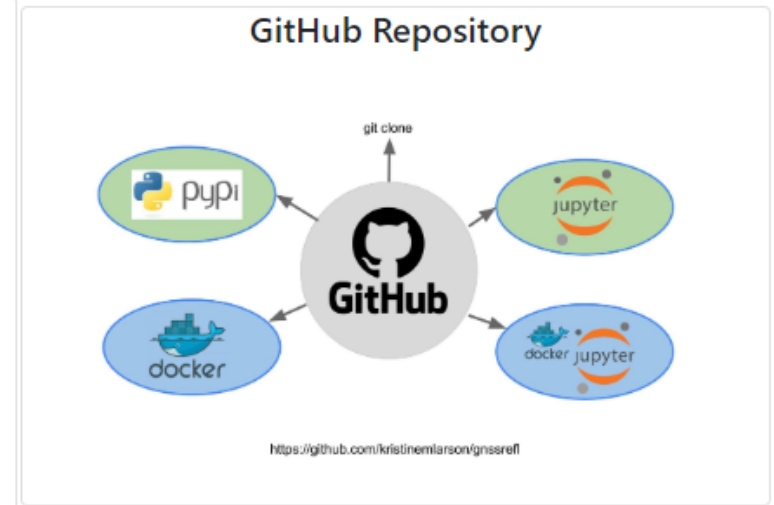 GitHub Repository
git clone
pypi
jupyter
GitHub
docker
docker jupyter
https://github.com/kristinemlarson/gnssrefl